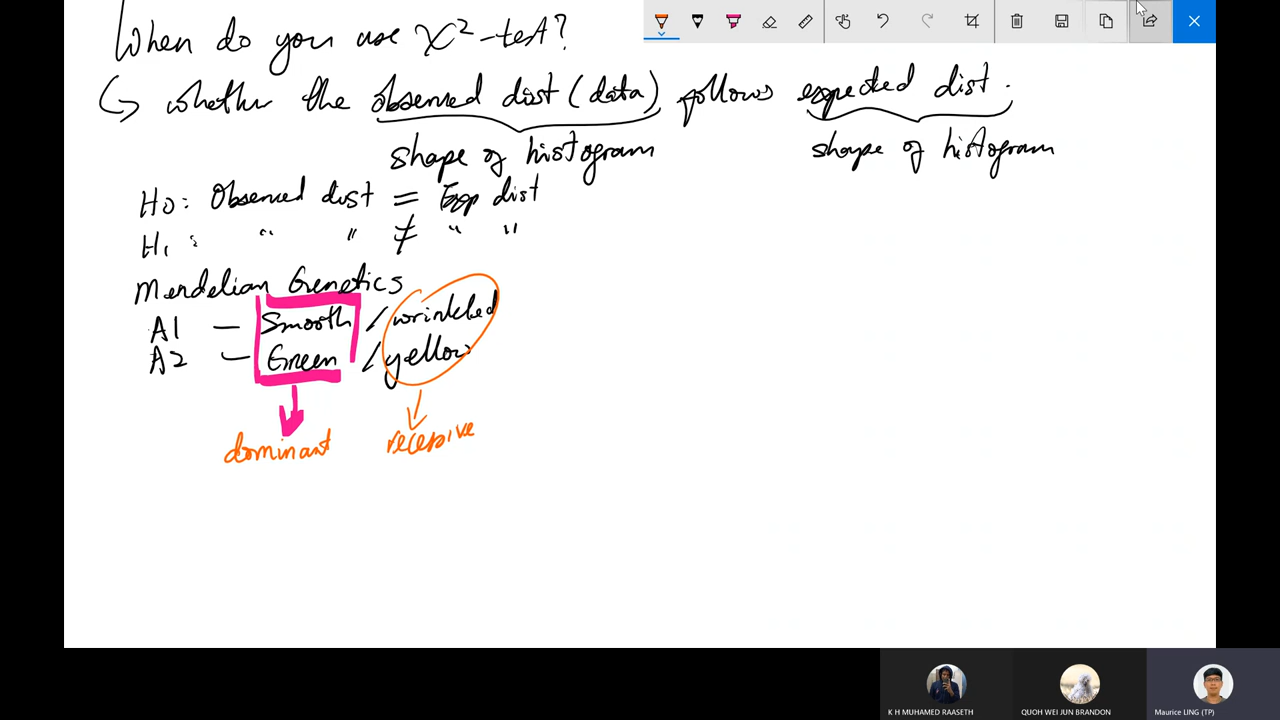 When do you use χ²-test?
↳ whether the observed dist (data) follows expected dist.
shape of histogram shape of histogram
H0: Observed dist = Exp dist
H1: " " ≠ " "
Mendelian Genetics
A1 – Smooth / wrinkled
A2 – Green / yellow
dominant recessive
K H MUHAMED RAASETH QUOH WEI JUN BRANDON Maurice LING (TP)